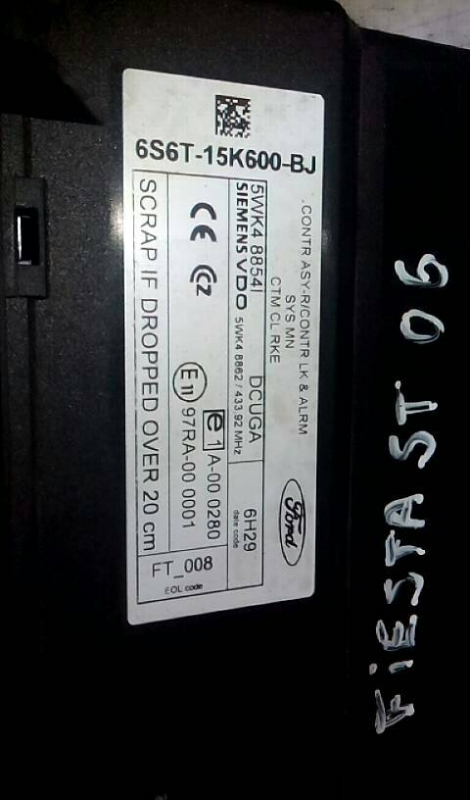 6S6T-15K600-BJ
.CONTR ASY-R/CONTR LK & ALRM
SYS MN
CTM CL RKE
Ford
5WK4 8854I DCUGA 6H29
SIEMENS VDO 5WK4 8862 / 433.92 MHz date code
CE CCZ
e1 A-00 0280
E11 97RA-00 0001
FT_008
EOL code
SCRAP IF DROPPED OVER 20 cm
FiESTA ST 06